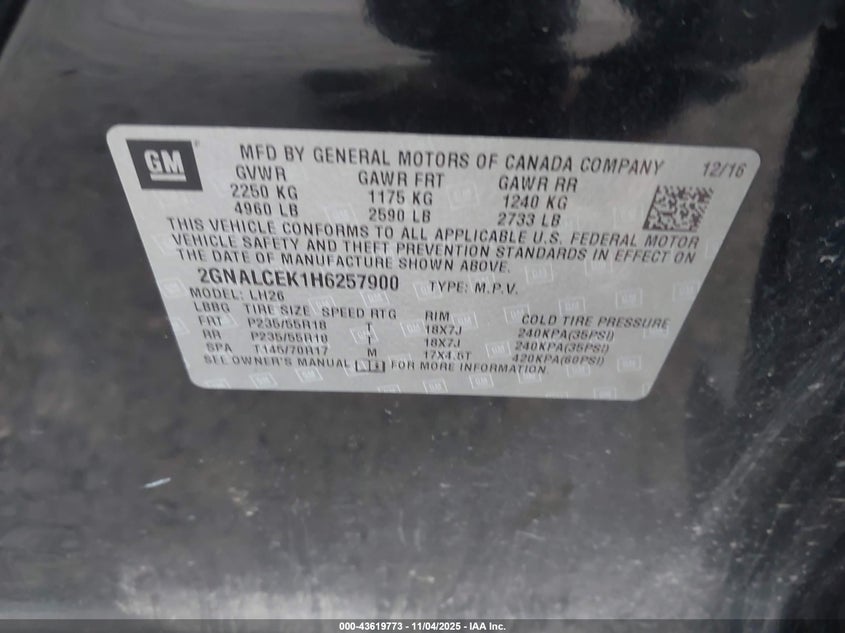 GM
MFD BY GENERAL MOTORS OF CANADA COMPANY 12/16
GVWR GAWR FRT GAWR RR
2250 KG 1175 KG 1240 KG
4960 LB 2590 LB 2733 LB
THIS VEHICLE CONFORMS TO ALL APPLICABLE U.S. FEDERAL MOTOR
VEHICLE SAFETY AND THEFT PREVENTION STANDARDS IN EFFECT ON
THE DATE OF MANUFACTURE SHOWN ABOVE.
2GNALCEK1H6257900 TYPE: M.P.V.
MODEL: LH26
LBBG TIRE SIZE SPEED RTG RIM COLD TIRE PRESSURE
FRT P235/55R18 T 18X7J 240KPA(35PSI)
RR P235/55R18 T 18X7J 240KPA(35PSI)
SPA T145/70R17 M 17X4.5T 420KPA(60PSI)
SEE OWNER'S MANUAL FOR MORE INFORMATION.
000-43619773 - 11/04/2025 - IAA Inc.